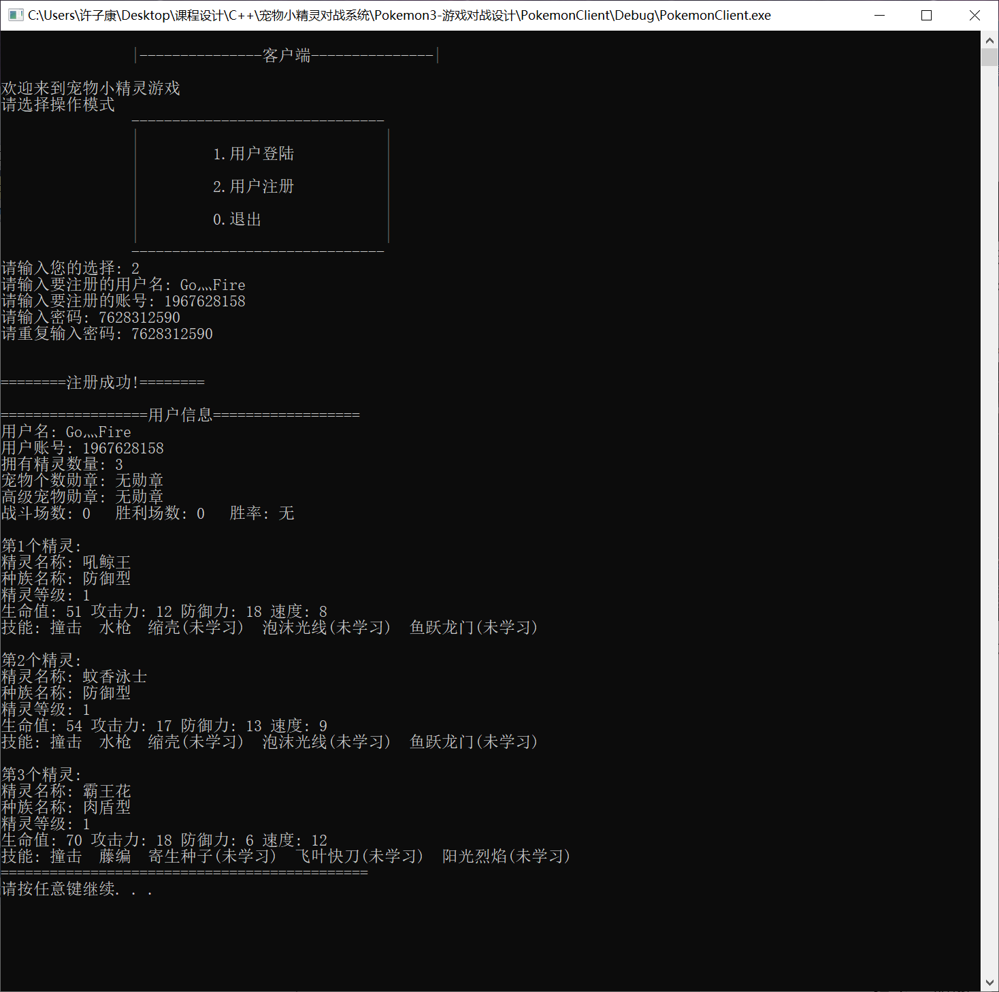 C:\Users\许子康\Desktop\课程设计\C++\宠物小精灵对战系统\Pokemon3-游戏对战设计\PokemonClient\Debug\PokemonClient.exe
|---------------客户端---------------|
欢迎来到宠物小精灵游戏
请选择操作模式
-------------------------------
1.用户登陆
2.用户注册
0.退出
-------------------------------
请输入您的选择: 2
请输入要注册的用户名: Go灬Fire
请输入要注册的账号: 1967628158
请输入密码: 7628312590
请重复输入密码: 7628312590
========注册成功!========
==================用户信息==================
用户名: Go灬Fire
用户账号: 1967628158
拥有精灵数量: 3
宠物个数勋章: 无勋章
高级宠物勋章: 无勋章
战斗场数: 0   胜利场数: 0   胜率: 无
第1个精灵:
精灵名称: 吼鲸王
种族名称: 防御型
精灵等级: 1
生命值: 51 攻击力: 12 防御力: 18 速度: 8
技能: 撞击  水枪  缩壳(未学习)  泡沫光线(未学习)  鱼跃龙门(未学习)
第2个精灵:
精灵名称: 蚊香泳士
种族名称: 防御型
精灵等级: 1
生命值: 54 攻击力: 17 防御力: 13 速度: 9
技能: 撞击  水枪  缩壳(未学习)  泡沫光线(未学习)  鱼跃龙门(未学习)
第3个精灵:
精灵名称: 霸王花
种族名称: 肉盾型
精灵等级: 1
生命值: 70 攻击力: 18 防御力: 6 速度: 12
技能: 撞击  藤编  寄生种子(未学习)  飞叶快刀(未学习)  阳光烈焰(未学习)
=============================================
请按任意键继续. . .